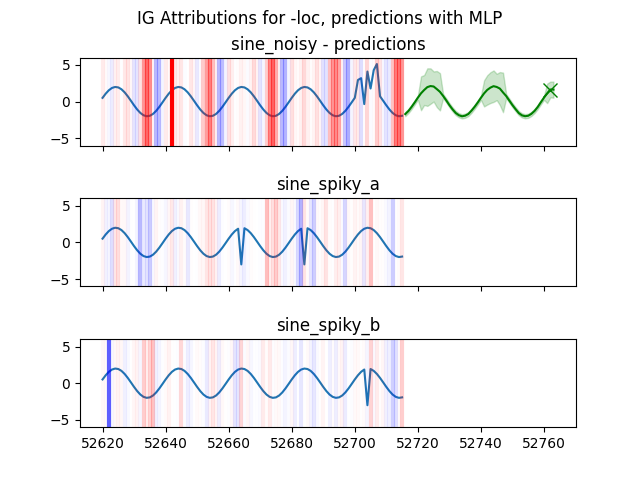 IG Attributions for -loc, predictions with MLP
sine_noisy - predictions
5
0
−5
sine_spiky_a
5
0
−5
sine_spiky_b
5
0
−5
52620 52640 52660 52680 52700 52720 52740 52760